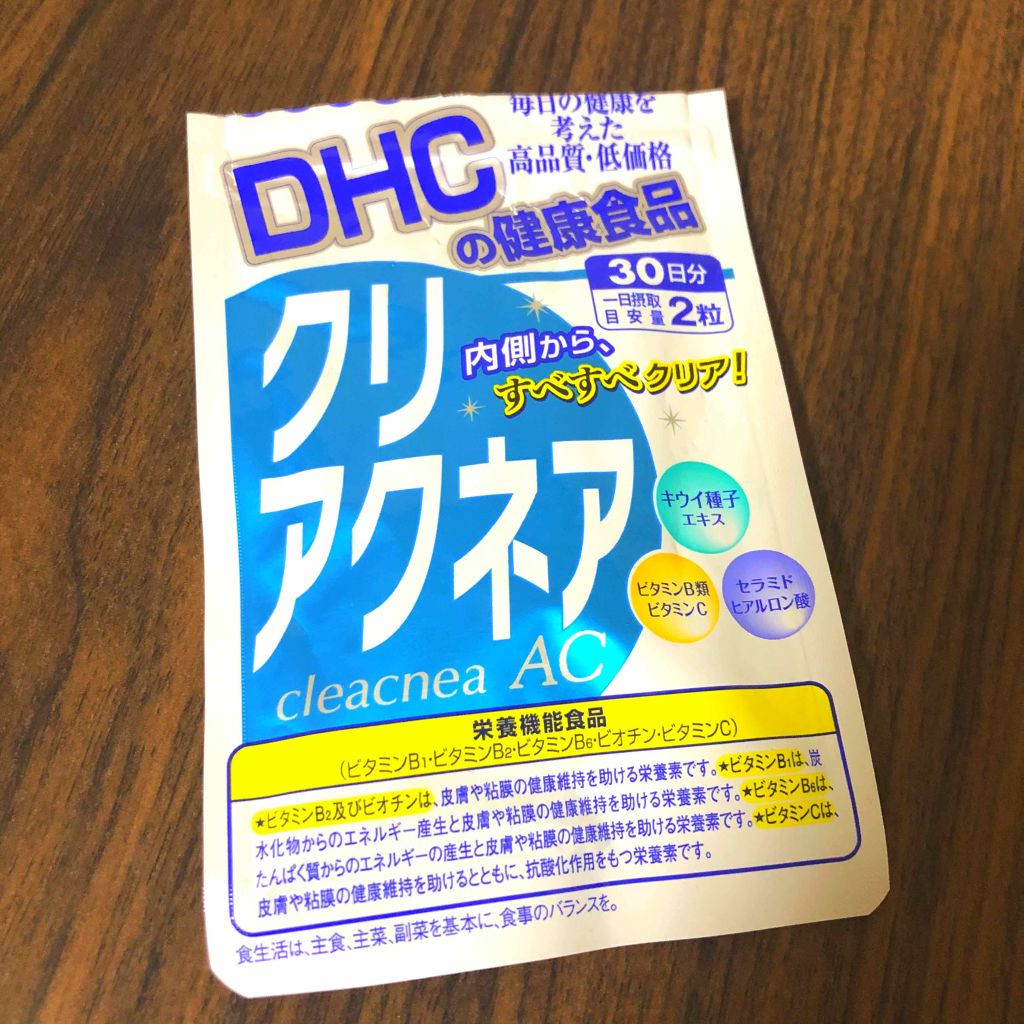 毎日の健康を
考えた
高品質・低価格
DHC
の健康食品
30日分
一日摂取
目安量 2粒
内側から、
すべすべクリア!
クリ
アクネア
cleacnea AC
キウイ種子
エキス
ビタミンB類
ビタミンC
セラミド
ヒアルロン酸
栄養機能食品
(ビタミンB1・ビタミンB2・ビタミンB6・ビオチン・ビタミンC)
★ビタミンB2及びビオチンは、皮膚や粘膜の健康維持を助ける栄養素です。★ビタミンB1は、炭
水化物からのエネルギー産生と皮膚や粘膜の健康維持を助ける栄養素です。★ビタミンB6は、
たんぱく質からのエネルギーの産生と皮膚や粘膜の健康維持を助ける栄養素です。★ビタミンCは、
皮膚や粘膜の健康維持を助けるとともに、抗酸化作用をもつ栄養素です。
食生活は、主食、主菜、副菜を基本に、食事のバランスを。